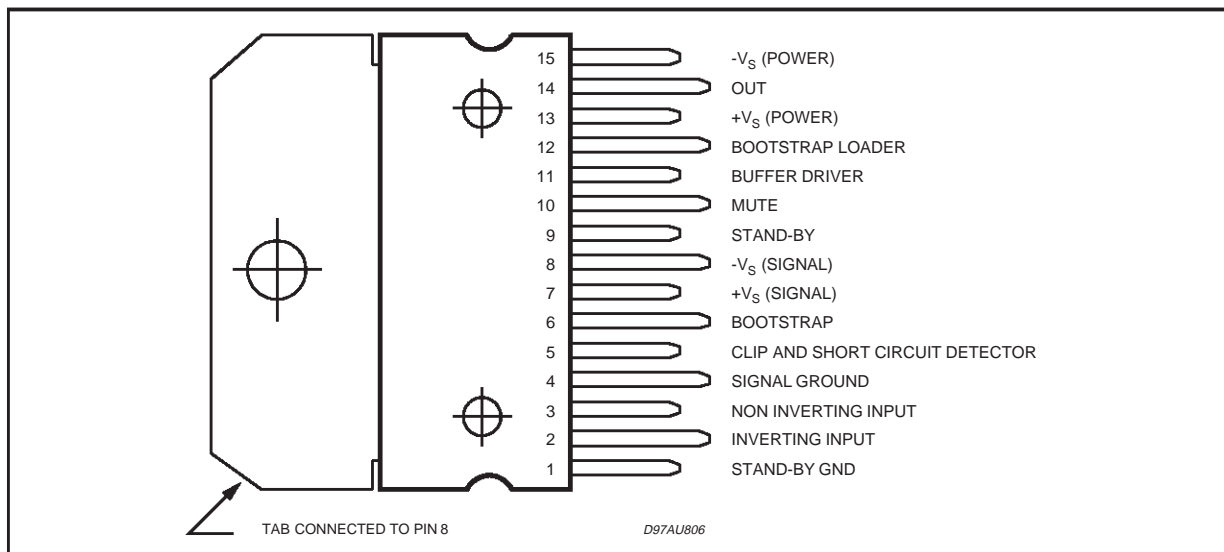 15 -VS (POWER)
14 OUT
13 +VS (POWER)
12 BOOTSTRAP LOADER
11 BUFFER DRIVER
10 MUTE
9 STAND-BY
8 -VS (SIGNAL)
7 +VS (SIGNAL)
6 BOOTSTRAP
5 CLIP AND SHORT CIRCUIT DETECTOR
4 SIGNAL GROUND
3 NON INVERTING INPUT
2 INVERTING INPUT
1 STAND-BY GND
TAB CONNECTED TO PIN 8 D97AU806